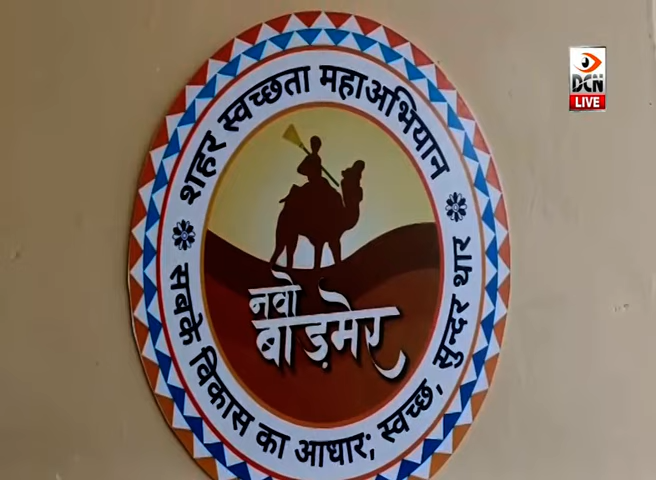 शहर स्वच्छता महाअभियान
नवो
बाड़मेर
सबके विकास का आधार; स्वच्छ, सुन्दर थार
DCN
LIVE